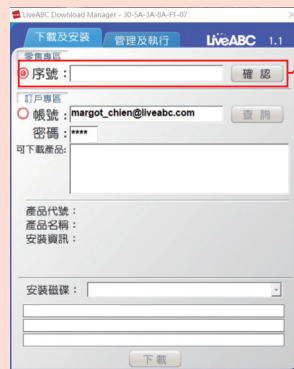 LiveABC Download Manager - 30-5A-3A-8A-F1-07
下載及安裝 管理及執行 LiveABC 1.1
零售專區
序號： 確 認
訂戶專區
帳號： margot_chien@liveabc.com 查 詢
密碼： ****
可下載產品:
產品代號：
產品名稱：
安裝資訊：
安裝磁碟：
下 載